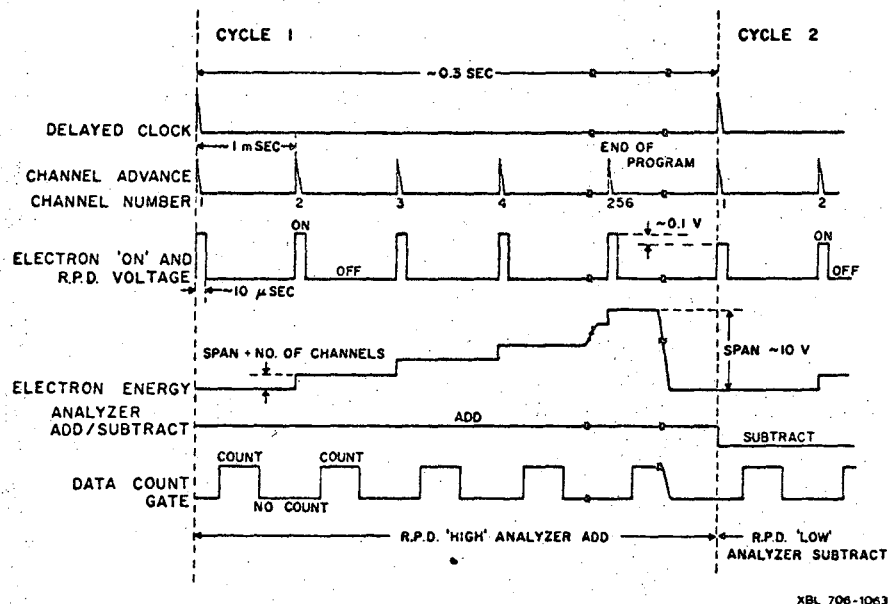 CYCLE 1
CYCLE 2
~0.3 SEC
DELAYED CLOCK
~1 mSEC
END OF
PROGRAM
CHANNEL ADVANCE
CHANNEL NUMBER
1 2 3 4 256 1 2
~0.1 V
ON
ON
ELECTRON 'ON' AND
R.P.D. VOLTAGE
OFF
OFF
~10 μSEC
SPAN ÷ NO. OF CHANNELS
SPAN ~10 V
ELECTRON ENERGY
ANALYZER
ADD/SUBTRACT
ADD
SUBTRACT
COUNT
COUNT
DATA COUNT
GATE
NO COUNT
R.P.D. 'HIGH' ANALYZER ADD
R.P.D. 'LOW'
ANALYZER SUBTRACT
XBL 706-1063